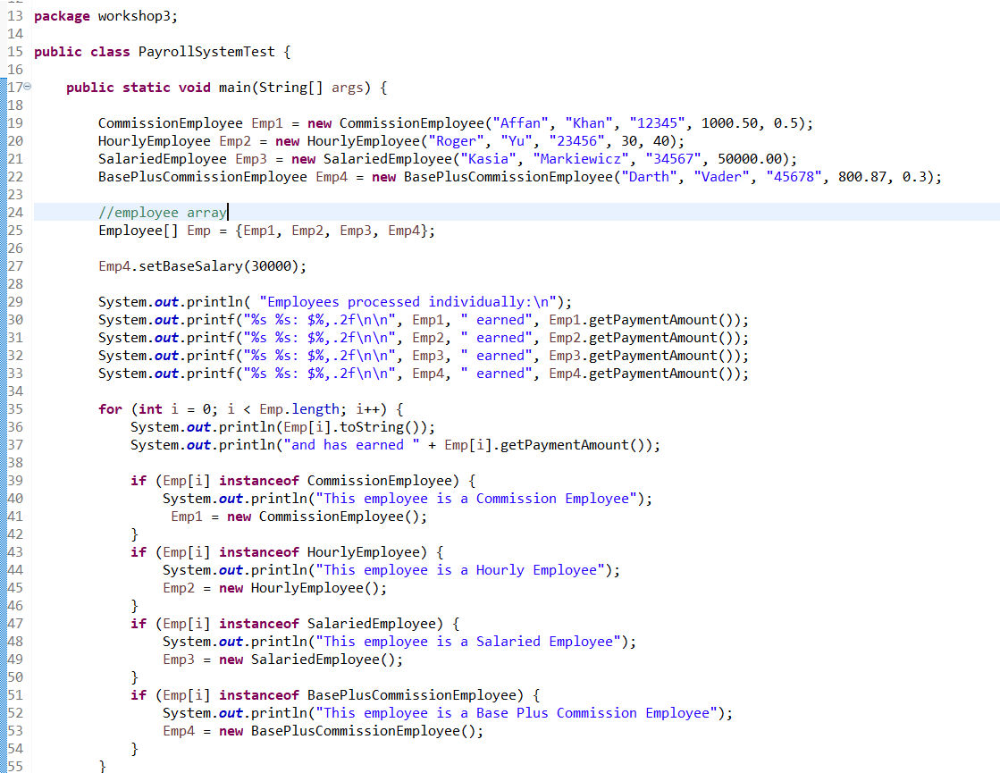 13 package workshop3;
14
15 public class PayrollSystemTest {
16
17 public static void main(String[] args) {
18
19 CommissionEmployee Emp1 = new CommissionEmployee("Affan", "Khan", "12345", 1000.50, 0.5);
20 HourlyEmployee Emp2 = new HourlyEmployee("Roger", "Yu", "23456", 30, 40);
21 SalariedEmployee Emp3 = new SalariedEmployee("Kasia", "Markiewicz", "34567", 50000.00);
22 BasePlusCommissionEmployee Emp4 = new BasePlusCommissionEmployee("Darth", "Vader", "45678", 800.87, 0.3);
23
24 //employee array
25 Employee[] Emp = {Emp1, Emp2, Emp3, Emp4};
26
27 Emp4.setBaseSalary(30000);
28
29 System.out.println( "Employees processed individually:\n");
30 System.out.printf("%s %s: $%,.2f\n\n", Emp1, " earned", Emp1.getPaymentAmount());
31 System.out.printf("%s %s: $%,.2f\n\n", Emp2, " earned", Emp2.getPaymentAmount());
32 System.out.printf("%s %s: $%,.2f\n\n", Emp3, " earned", Emp3.getPaymentAmount());
33 System.out.printf("%s %s: $%,.2f\n\n", Emp4, " earned", Emp4.getPaymentAmount());
34
35 for (int i = 0; i < Emp.length; i++) {
36 System.out.println(Emp[i].toString());
37 System.out.println("and has earned " + Emp[i].getPaymentAmount());
38
39 if (Emp[i] instanceof CommissionEmployee) {
40 System.out.println("This employee is a Commission Employee");
41 Emp1 = new CommissionEmployee();
42 }
43 if (Emp[i] instanceof HourlyEmployee) {
44 System.out.println("This employee is a Hourly Employee");
45 Emp2 = new HourlyEmployee();
46 }
47 if (Emp[i] instanceof SalariedEmployee) {
48 System.out.println("This employee is a Salaried Employee");
49 Emp3 = new SalariedEmployee();
50 }
51 if (Emp[i] instanceof BasePlusCommissionEmployee) {
52 System.out.println("This employee is a Base Plus Commission Employee");
53 Emp4 = new BasePlusCommissionEmployee();
54 }
55 }